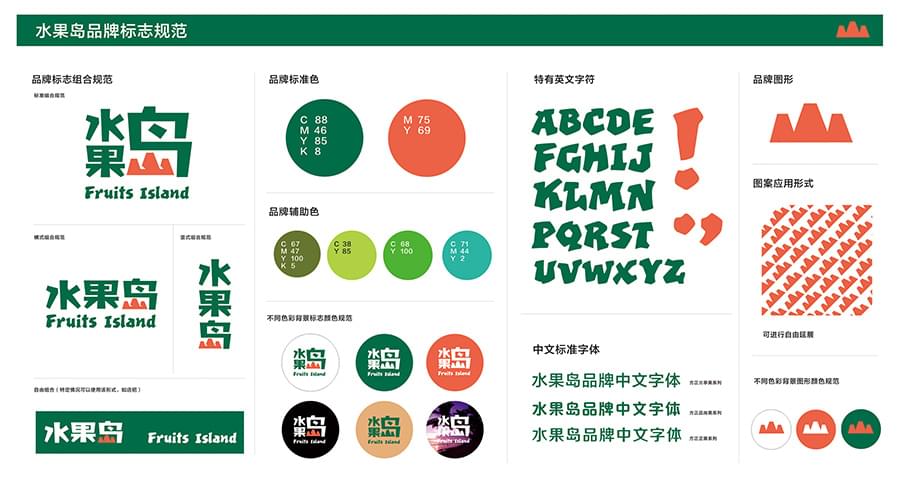 水果岛品牌标志规范
品牌标志组合规范
标准组合规范
水果岛
Fruits Island
横式组合规范
水果岛
Fruits Island
竖式组合规范
水果岛
Fruits Island
自由组合（特定情况可以使用该形式，如店招）
水果岛 Fruits Island
品牌标准色
C 88
M 46
Y 85
K 8
M 75
Y 69
品牌辅助色
C 67
M 47
Y 100
K 5
C 38
Y 85
C 68
Y 100
C 71
M 44
Y 2
不同色彩背景标志颜色规范
水果岛
Fruits Island
水果岛
Fruits Island
水果岛
Fruits Island
水果岛
Fruits Island
水果岛
Fruits Island
水果岛
Fruits Island
特有英文字符
ABCDE
FGHIJ
KLMN
PQRST
UVWXYZ
!
",
中文标准字体
水果岛品牌中文字体
水果岛品牌中文字体
水果岛品牌中文字体
品牌图形
图案应用形式
可进行自由延展
不同色彩背景图形颜色规范